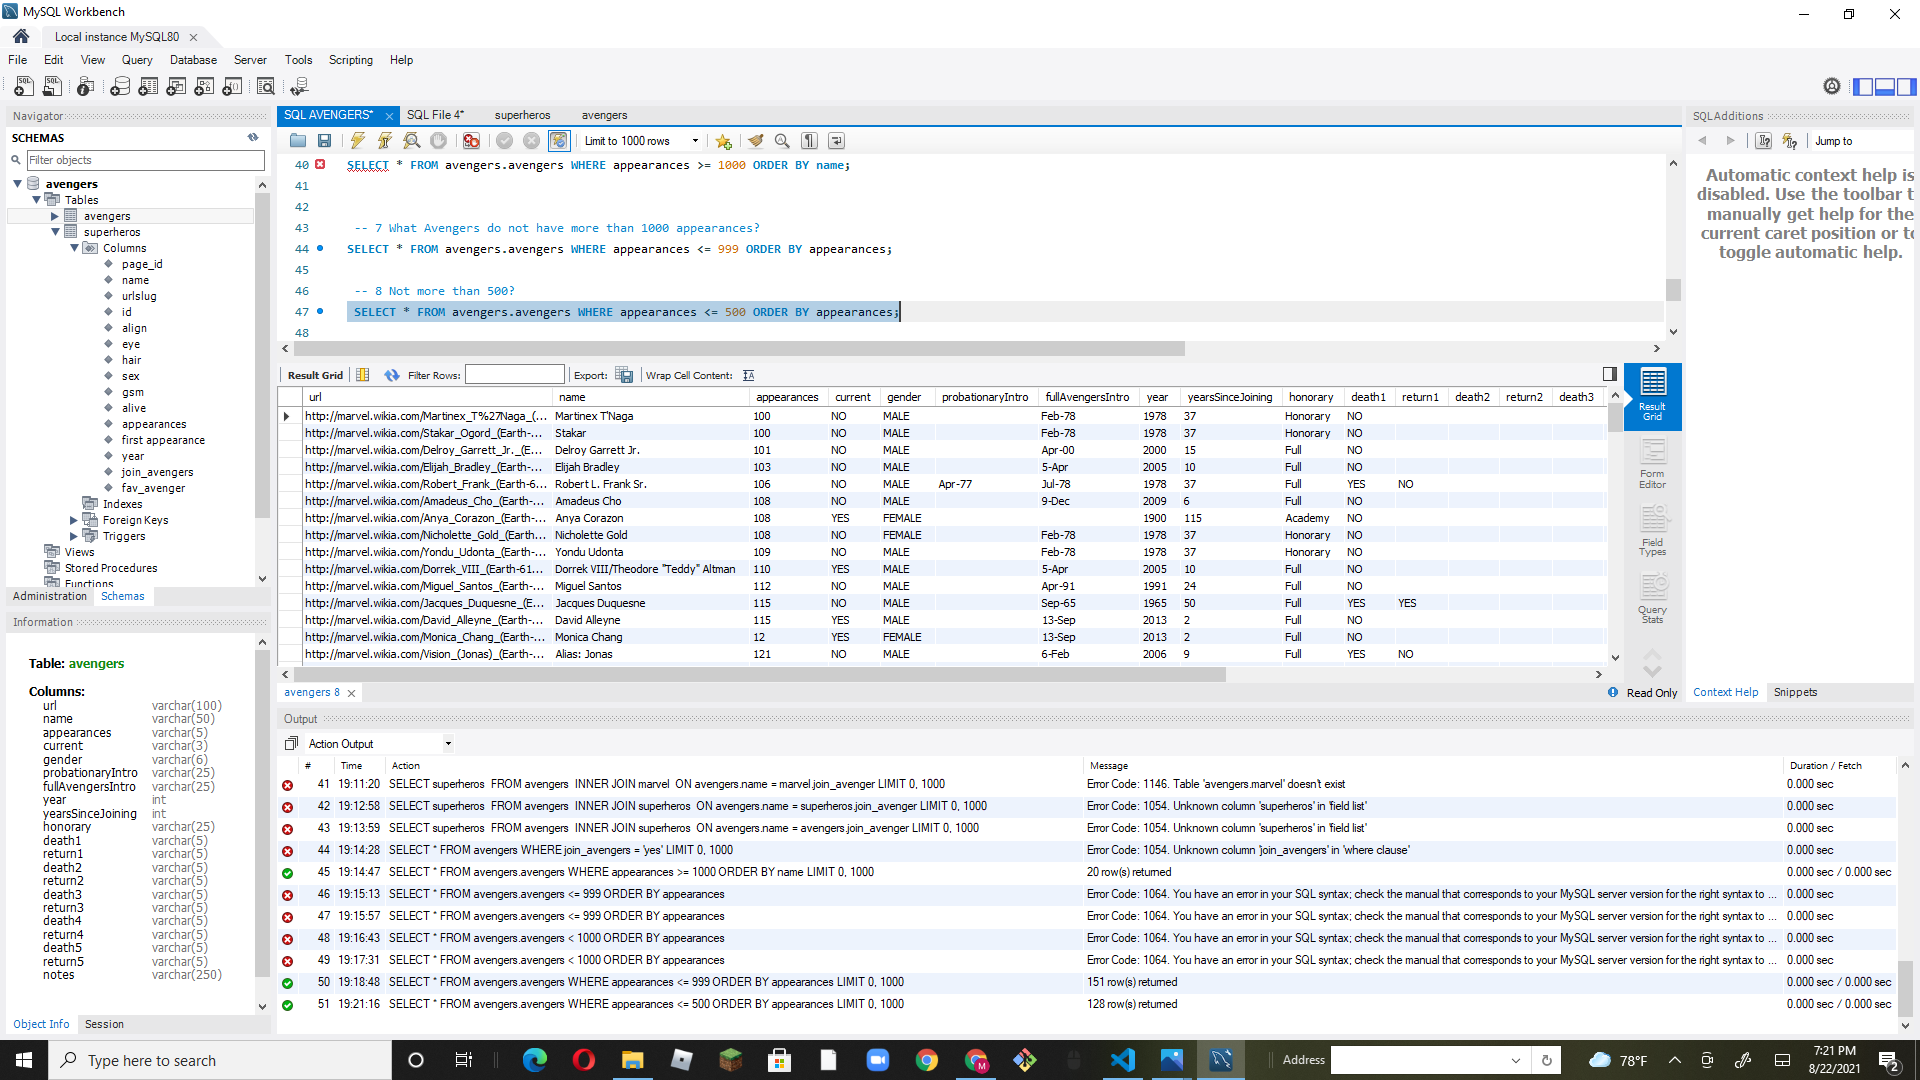 MySQL Workbench
Local instance MySQL80
File Edit View Query Database Server Tools Scripting Help
Navigator
SCHEMAS
Filter objects
avengers
Tables
avengers
superheros
Columns
page_id
name
urlslug
id
align
eye
hair
sex
gsm
alive
appearances
first appearance
year
join_avengers
fav_avenger
Indexes
Foreign Keys
Triggers
Views
Stored Procedures
Functions
Administration Schemas
Information
Table: avengers
Columns:
url varchar(100)
name varchar(50)
appearances varchar(5)
current varchar(3)
gender varchar(6)
probationaryIntro varchar(25)
fullAvengersIntro varchar(25)
year int
yearsSinceJoining int
honorary varchar(25)
death1 varchar(5)
return1 varchar(5)
death2 varchar(5)
return2 varchar(5)
death3 varchar(5)
return3 varchar(5)
death4 varchar(5)
return4 varchar(5)
death5 varchar(5)
return5 varchar(5)
notes varchar(250)
Object Info Session
SQL AVENGERS* SQL File 4* superheros avengers
Limit to 1000 rows
40 SELECT * FROM avengers.avengers WHERE appearances >= 1000 ORDER BY name;
41
42
43 -- 7 What Avengers do not have more than 1000 appearances?
44 SELECT * FROM avengers.avengers WHERE appearances <= 999 ORDER BY appearances;
45
46 -- 8 Not more than 500?
47 SELECT * FROM avengers.avengers WHERE appearances <= 500 ORDER BY appearances;
48
Result Grid Filter Rows: Export: Wrap Cell Content: IA
url name appearances current gender probationaryIntro fullAvengersIntro year yearsSinceJoining honorary death1 return1 death2 return2 death3
http://marvel.wikia.com/Martinex_T%27Naga_(... Martinex T'Naga 100 NO MALE Feb-78 1978 37 Honorary NO
http://marvel.wikia.com/Stakar_Ogord_(Earth-... Stakar 100 NO MALE Feb-78 1978 37 Honorary NO
http://marvel.wikia.com/Delroy_Garrett_Jr._(E... Delroy Garrett Jr. 101 NO MALE Apr-00 2000 15 Full NO
http://marvel.wikia.com/Elijah_Bradley_(Earth-... Elijah Bradley 103 NO MALE 5-Apr 2005 10 Full NO
http://marvel.wikia.com/Robert_Frank_(Earth-6... Robert L. Frank Sr. 106 NO MALE Apr-77 Jul-78 1978 37 Full YES NO
http://marvel.wikia.com/Amadeus_Cho_(Earth-... Amadeus Cho 108 NO MALE 9-Dec 2009 6 Full NO
http://marvel.wikia.com/Anya_Corazon_(Earth-... Anya Corazon 108 YES FEMALE 1900 115 Academy NO
http://marvel.wikia.com/Nicholette_Gold_(Eart... Nicholette Gold 108 NO FEMALE Feb-78 1978 37 Honorary NO
http://marvel.wikia.com/Yondu_Udonta_(Earth-... Yondu Udonta 109 NO MALE Feb-78 1978 37 Honorary NO
http://marvel.wikia.com/Dorrek_VIII_(Earth-61... Dorrek VIII/Theodore "Teddy" Altman 110 YES MALE 5-Apr 2005 10 Full NO
http://marvel.wikia.com/Miguel_Santos_(Earth-... Miguel Santos 112 NO MALE Apr-91 1991 24 Full NO
http://marvel.wikia.com/Jacques_Duquesne_(E... Jacques Duquesne 115 NO MALE Sep-65 1965 50 Full YES YES
http://marvel.wikia.com/David_Alleyne_(Earth-... David Alleyne 115 YES MALE 13-Sep 2013 2 Full NO
http://marvel.wikia.com/Monica_Chang_(Earth-... Monica Chang 12 YES FEMALE 13-Sep 2013 2 Full NO
http://marvel.wikia.com/Vision_(Jonas)_(Earth-... Alias: Jonas 121 NO MALE 6-Feb 2006 9 Full YES NO
Result Grid
Form Editor
Field Types
Query Stats
avengers 8
Read Only
Output
Action Output
# Time Action Message Duration / Fetch
41 19:11:20 SELECT superheros FROM avengers INNER JOIN marvel ON avengers.name = marvel.join_avenger LIMIT 0, 1000 Error Code: 1146. Table 'avengers.marvel' doesn't exist 0.000 sec
42 19:12:58 SELECT superheros FROM avengers INNER JOIN superheros ON avengers.name = superheros.join_avenger LIMIT 0, 1000 Error Code: 1054. Unknown column 'superheros' in 'field list' 0.000 sec
43 19:13:59 SELECT superheros FROM avengers INNER JOIN superheros ON avengers.name = avengers.join_avenger LIMIT 0, 1000 Error Code: 1054. Unknown column 'superheros' in 'field list' 0.000 sec
44 19:14:28 SELECT * FROM avengers WHERE join_avengers = 'yes' LIMIT 0, 1000 Error Code: 1054. Unknown column 'join_avengers' in 'where clause' 0.000 sec
45 19:14:47 SELECT * FROM avengers.avengers WHERE appearances >= 1000 ORDER BY name LIMIT 0, 1000 20 row(s) returned 0.000 sec / 0.000 sec
46 19:15:13 SELECT * FROM avengers.avengers <= 999 ORDER BY appearances Error Code: 1064. You have an error in your SQL syntax; check the manual that corresponds to your MySQL server version for the right syntax to ... 0.000 sec
47 19:15:57 SELECT * FROM avengers.avengers <= 999 ORDER BY appearances Error Code: 1064. You have an error in your SQL syntax; check the manual that corresponds to your MySQL server version for the right syntax to ... 0.000 sec
48 19:16:43 SELECT * FROM avengers.avengers < 1000 ORDER BY appearances Error Code: 1064. You have an error in your SQL syntax; check the manual that corresponds to your MySQL server version for the right syntax to ... 0.000 sec
49 19:17:31 SELECT * FROM avengers.avengers < 1000 ORDER BY appearances Error Code: 1064. You have an error in your SQL syntax; check the manual that corresponds to your MySQL server version for the right syntax to ... 0.000 sec
50 19:18:48 SELECT * FROM avengers.avengers WHERE appearances <= 999 ORDER BY appearances LIMIT 0, 1000 151 row(s) returned 0.000 sec / 0.000 sec
51 19:21:16 SELECT * FROM avengers.avengers WHERE appearances <= 500 ORDER BY appearances LIMIT 0, 1000 128 row(s) returned 0.000 sec / 0.000 sec
SQLAdditions
Jump to
Automatic context help is
disabled. Use the toolbar t
manually get help for the
current caret position or to
toggle automatic help.
Context Help Snippets
Type here to search
Address
78°F
7:21 PM
8/22/2021
2